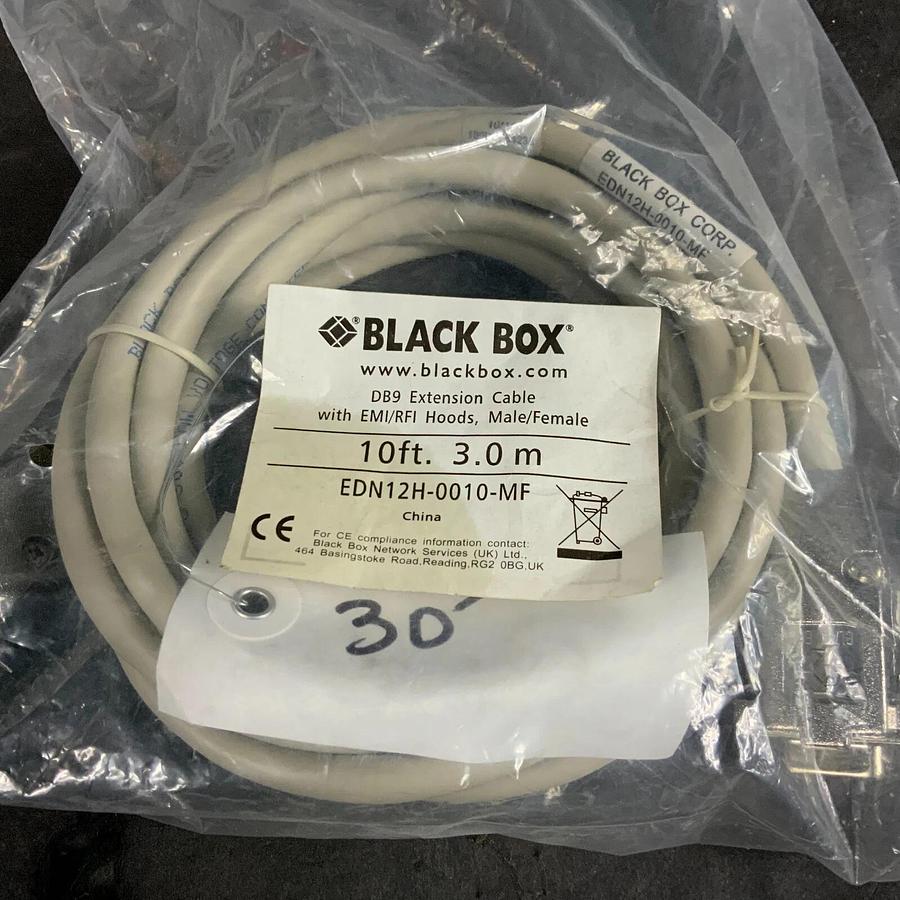 BLACK BOX CORP.
EDN12H-0010-MF
BLACK
BLACK BOX®
www.blackbox.com
DB9 Extension Cable
with EMI/RFI Hoods, Male/Female
10ft. 3.0 m
EDN12H-0010-MF
China
CE
For CE compliance information contact:
Black Box Network Services (UK) Ltd.,
464 Basingstoke Road,Reading,RG2 0BG,UK
30'